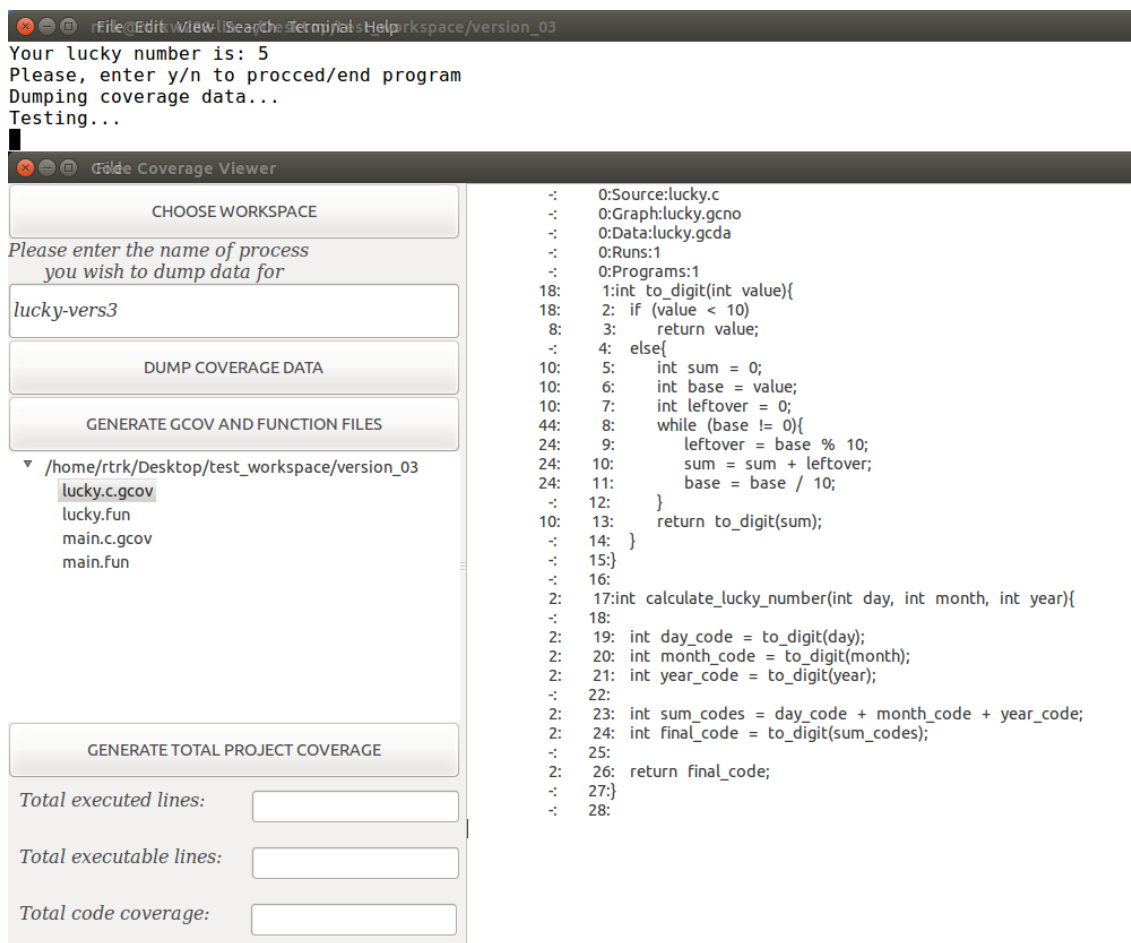 File Edit View Search Terminal Help
Your lucky number is: 5
Please, enter y/n to procced/end program
Dumping coverage data...
Testing...
Code Coverage Viewer
CHOOSE WORKSPACE
Please enter the name of process
you wish to dump data for
lucky-vers3
DUMP COVERAGE DATA
GENERATE GCOV AND FUNCTION FILES
/home/rtrk/Desktop/test_workspace/version_03
lucky.c.gcov
lucky.fun
main.c.gcov
main.fun
GENERATE TOTAL PROJECT COVERAGE
Total executed lines:
Total executable lines:
Total code coverage:
-: 0:Source:lucky.c
-: 0:Graph:lucky.gcno
-: 0:Data:lucky.gcda
-: 0:Runs:1
-: 0:Programs:1
18: 1:int to_digit(int value){
18: 2: if (value < 10)
8: 3: return value;
-: 4: else{
10: 5: int sum = 0;
10: 6: int base = value;
10: 7: int leftover = 0;
44: 8: while (base != 0){
24: 9: leftover = base % 10;
24: 10: sum = sum + leftover;
24: 11: base = base / 10;
-: 12: }
10: 13: return to_digit(sum);
-: 14: }
-: 15:}
-: 16:
2: 17:int calculate_lucky_number(int day, int month, int year){
-: 18:
2: 19: int day_code = to_digit(day);
2: 20: int month_code = to_digit(month);
2: 21: int year_code = to_digit(year);
-: 22:
2: 23: int sum_codes = day_code + month_code + year_code;
2: 24: int final_code = to_digit(sum_codes);
-: 25:
2: 26: return final_code;
-: 27:}
-: 28: